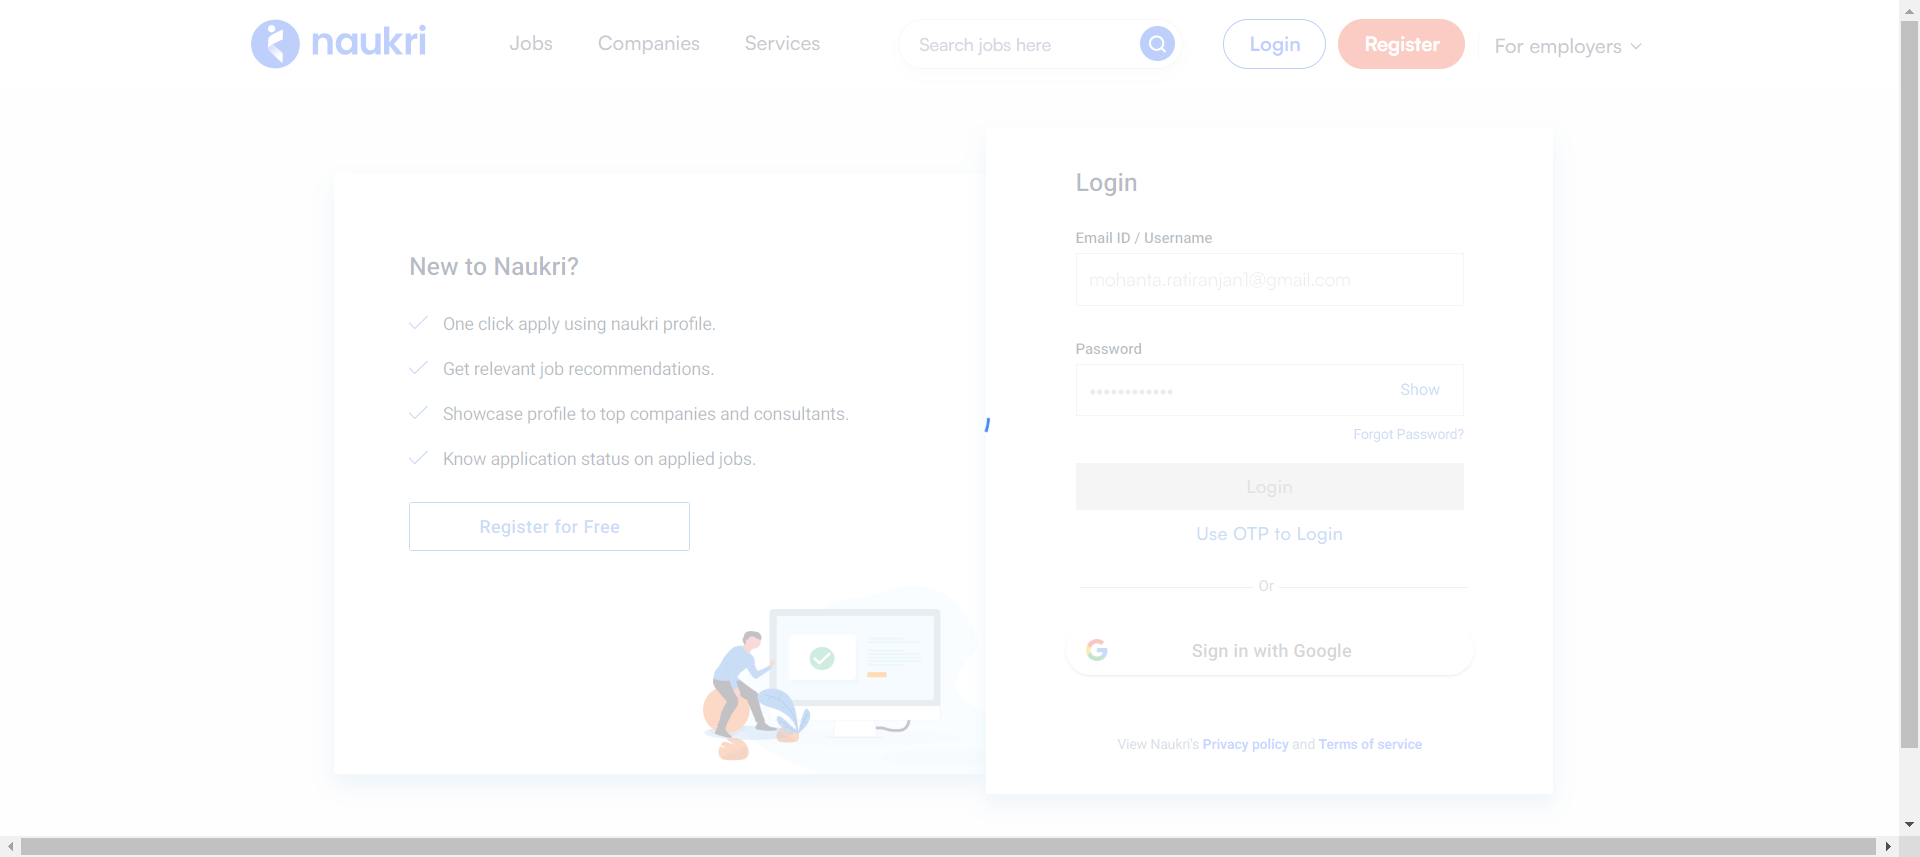 naukri
Jobs
Companies
Services
Search jobs here
Login
Register
For employers
New to Naukri?
One click apply using naukri profile.
Get relevant job recommendations.
Showcase profile to top companies and consultants.
Know application status on applied jobs.
Register for Free
Login
Email ID / Username
mohanta.ratiranjan1@gmail.com
Password
••••••••••••
Show
Forgot Password?
Login
Use OTP to Login
Or
Sign in with Google
View Naukri's Privacy policy and Terms of service